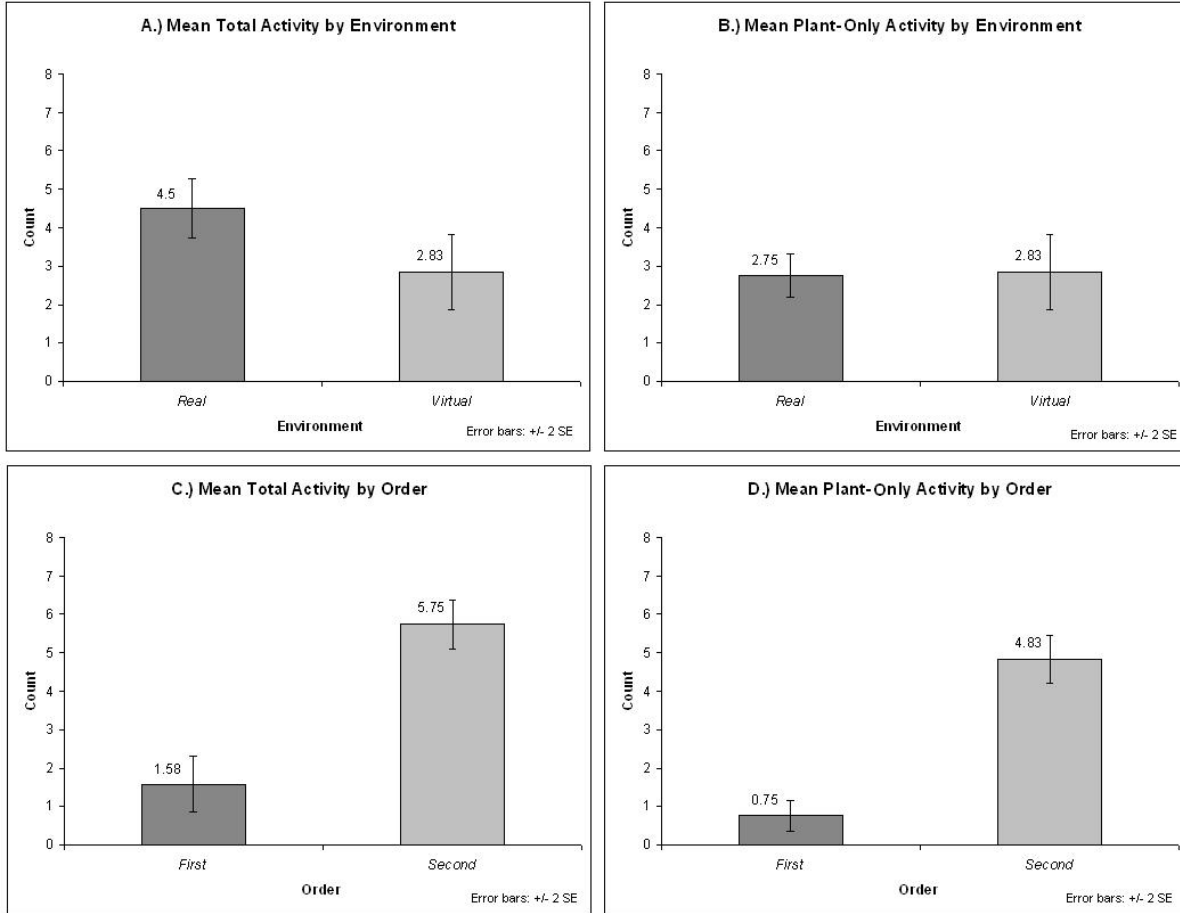 A.) Mean Total Activity by Environment
8
7
6
5
4
3
2
1
0
Count
4.5
2.83
Real Virtual
Environment
Error bars: +/- 2 SE
B.) Mean Plant-Only Activity by Environment
8
7
6
5
4
3
2
1
0
Count
2.75
2.83
Real Virtual
Environment
Error bars: +/- 2 SE
C.) Mean Total Activity by Order
8
7
6
5
4
3
2
1
0
Count
1.58
5.75
First Second
Order
Error bars: +/- 2 SE
D.) Mean Plant-Only Activity by Order
8
7
6
5
4
3
2
1
0
Count
0.75
4.83
First Second
Order
Error bars: +/- 2 SE